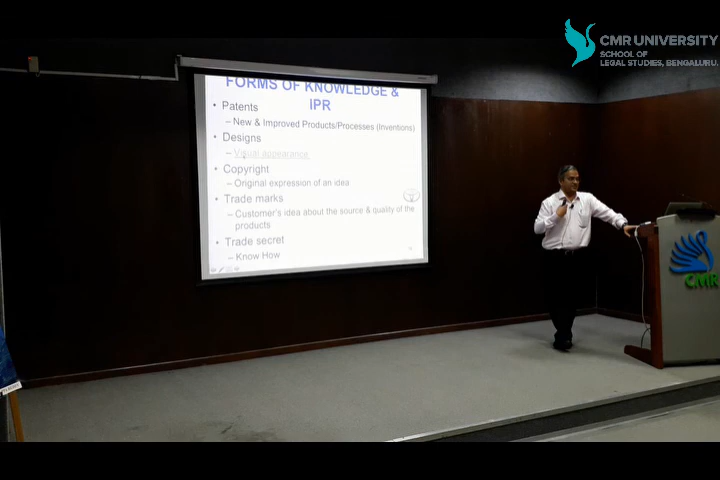 CMR UNIVERSITY
SCHOOL OF
LEGAL STUDIES, BENGALURU.
FORMS OF KNOWLEDGE &
IPR
• Patents
– New & Improved Products/Processes (Inventions)
• Designs
– Visual appearance
• Copyright
– Original expression of an idea
• Trade marks
– Customer's idea about the source & quality of the
products
• Trade secret
– Know How
CMR